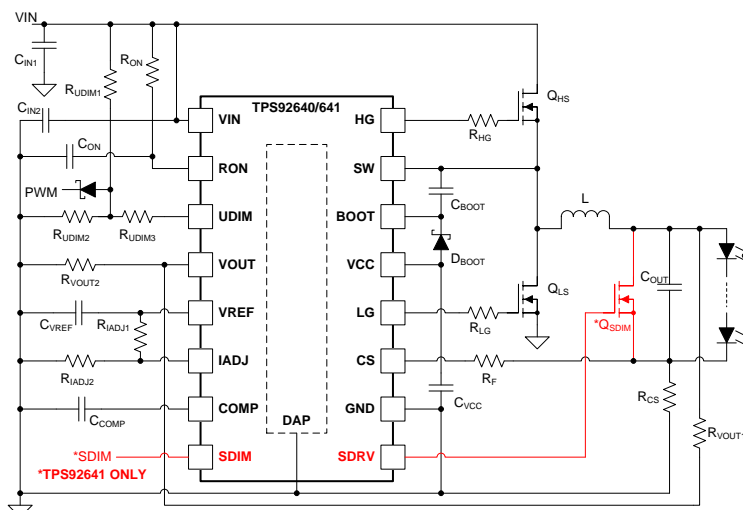 VIN
CIN1
RON
RUDIM1
TPS92640/641
QHS
CIN2
VIN
HG
RHG
CON
RON
SW
PWM
CBOOT
L
UDIM
BOOT
RUDIM2
RUDIM3
DBOOT
VOUT
VCC
COUT
RVOUT2
QLS
VREF
LG
*QSDIM
CVREF
RIADJ1
RLG
IADJ
CS
RIADJ2
RF
RCS
COMP
GND
CVCC
RVOUT1
CCOMP
DAP
*SDIM
SDIM
SDRV
*TPS92641 ONLY